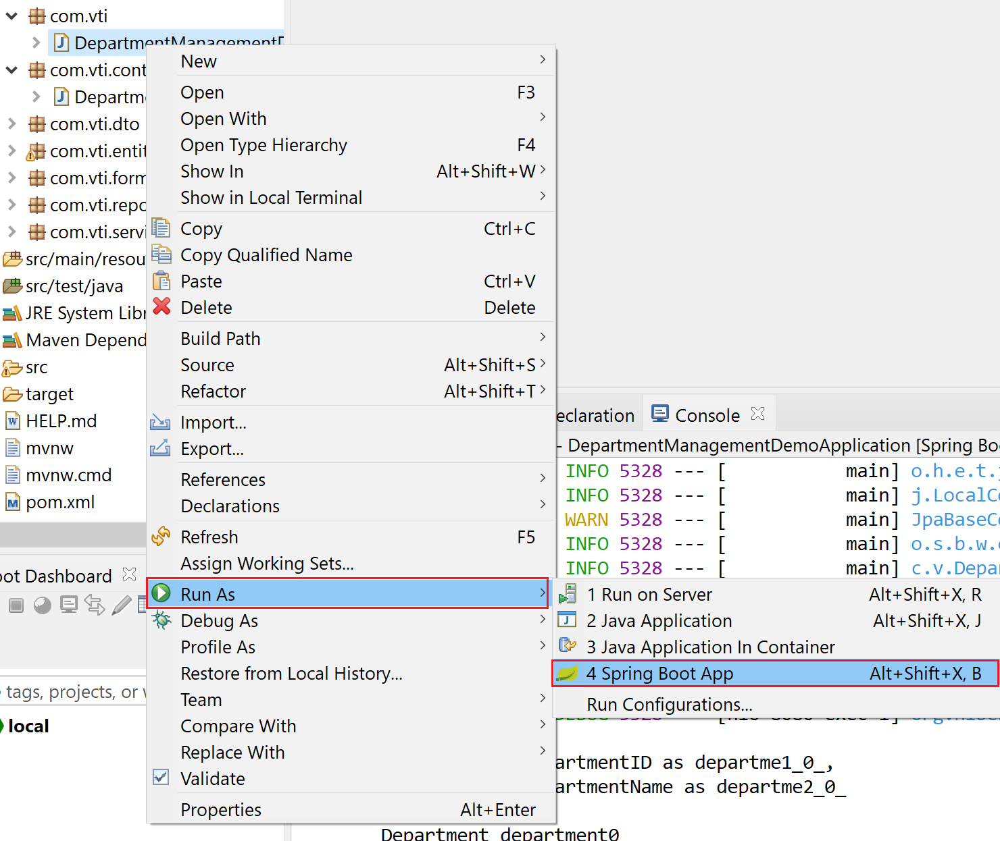 com.vti
DepartmentManagementD
com.vti.cont
Departme
com.vti.dto
com.vti.entit
com.vti.form
com.vti.repo
com.vti.servi
src/main/resou
src/test/java
JRE System Libr
Maven Depend
src
target
HELP.md
mvnw
mvnw.cmd
pom.xml
oot Dashboard
tags, projects, or w
local
New
Open F3
Open With
Open Type Hierarchy F4
Show In Alt+Shift+W
Show in Local Terminal
Copy Ctrl+C
Copy Qualified Name
Paste Ctrl+V
Delete Delete
Build Path
Source Alt+Shift+S
Refactor Alt+Shift+T
Import...
Export...
References
Declarations
Refresh F5
Assign Working Sets...
Run As
Debug As
Profile As
Restore from Local History...
Team
Compare With
Replace With
Validate
Properties Alt+Enter
1 Run on Server Alt+Shift+X, R
2 Java Application Alt+Shift+X, J
3 Java Application In Container
4 Spring Boot App Alt+Shift+X, B
Run Configurations...
eclaration Console
- DepartmentManagementDemoApplication [Spring Bo
INFO 5328 --- [ main] o.h.e.t.j
INFO 5328 --- [ main] j.LocalCo
WARN 5328 --- [ main] JpaBaseCo
INFO 5328 --- [ main] o.s.b.w.e
INFO 5328 --- [ main] c.v.Depar
artmentID as departme1_0_,
artmentName as departme2_0_
Department department0